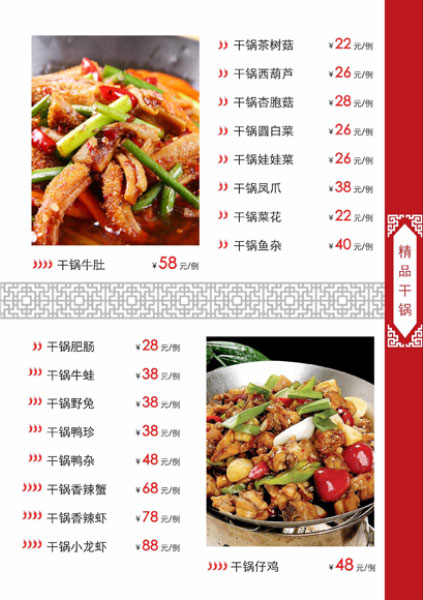 干锅茶树菇 ¥22元/例
干锅西葫芦 ¥26元/例
干锅杏胞菇 ¥28元/例
干锅圆白菜 ¥26元/例
干锅娃娃菜 ¥26元/例
干锅凤爪 ¥38元/例
干锅菜花 ¥22元/例
干锅鱼杂 ¥40元/例
干锅牛肚 ¥58元/例
精品干锅
干锅肥肠 ¥28元/例
干锅牛蛙 ¥38元/例
干锅野兔 ¥38元/例
干锅鸭珍 ¥38元/例
干锅鸭杂 ¥48元/例
干锅香辣蟹 ¥68元/例
干锅香辣虾 ¥78元/例
干锅小龙虾 ¥88元/例
干锅仔鸡 ¥48元/例